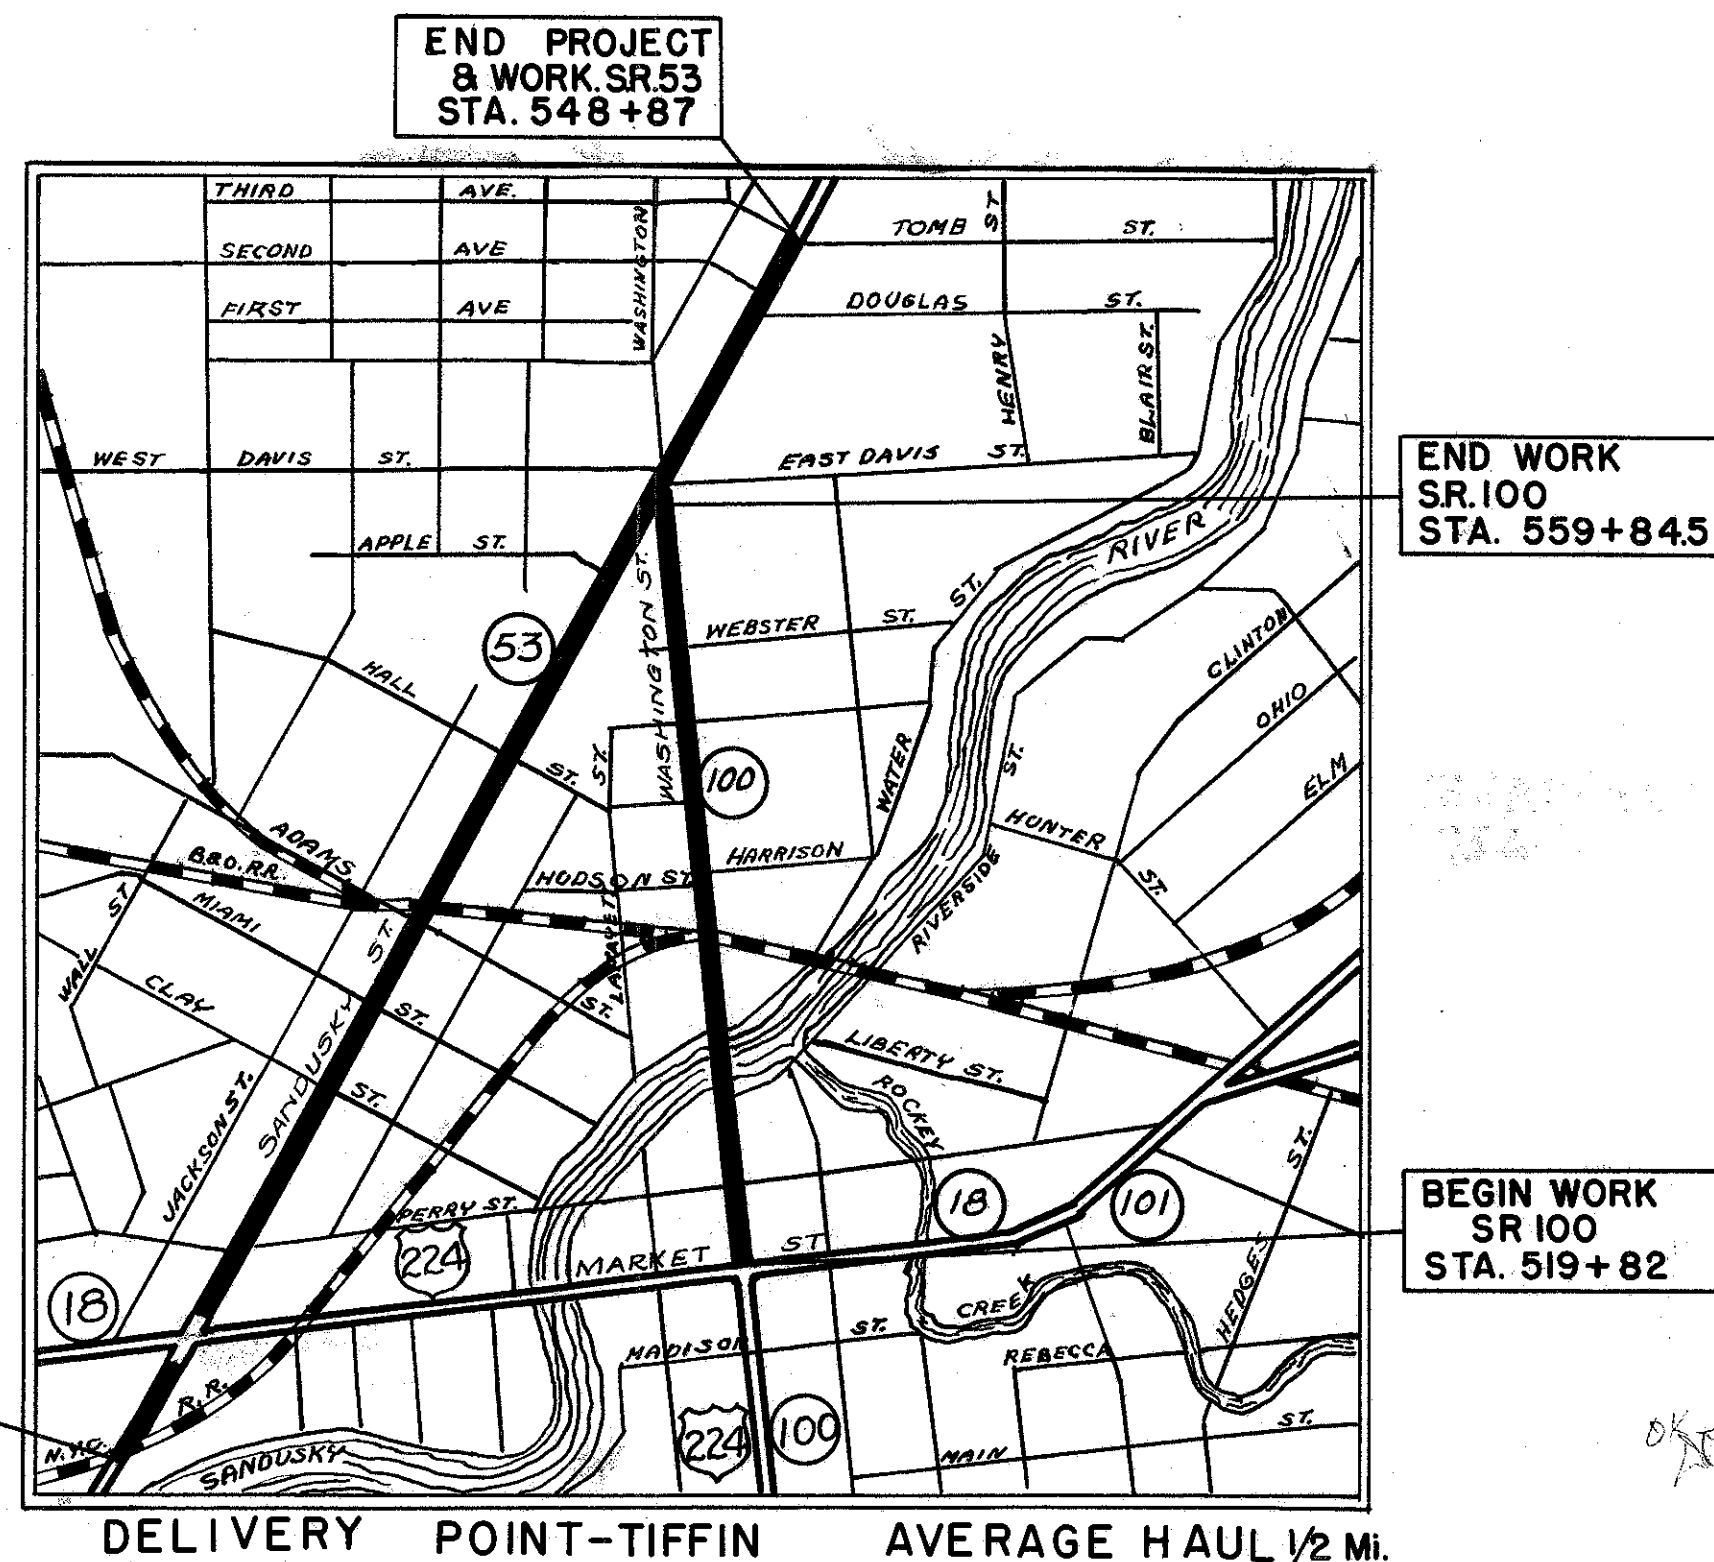 END PROJECT
& WORK. S.R. 53
STA. 548+87
THIRD AVE.
SECOND AVE
FIRST AVE
WASHINGTON
TOMB ST.
ST
DOUGLAS ST.
HENRY
ST.
BLAIR ST.
WEST DAVIS ST.
EAST DAVIS
END WORK
S.R. 100
STA. 559+84.5
APPLE ST.
RIVER
53
WASHINGTON ST.
WEBSTER ST.
ST.
CLINTON
HALL
ST.
OHIO
ST.
100
WATER
ST.
ELM
ADAMS
HARRISON
HUNTER
ST.
B.&O. R.R.
HUDSON ST.
MIAMI
ST.
ST
WALL
CLAY
ST.
ST.
LAFAYETTE
RIVERSIDE
LIBERTY ST.
ROCKEY
SANDUSKY
ST.
JACKSON ST.
PERRY ST.
18
101
ST.
HEDGES
BEGIN WORK
SR 100
STA. 519+82
224
MARKET ST
18
CREEK
MADISON ST.
REBECCA
R.R.
N.Y.C.
SANDUSKY
224
100
MAIN
ST.
OK
DELIVERY POINT-TIFFIN AVERAGE HAUL 1/2 Mi.